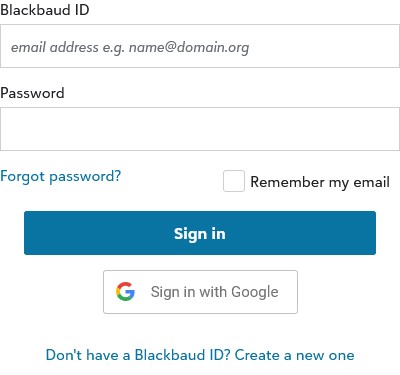 Blackbaud ID
email address e.g. name@domain.org
Password
Forgot password?
Remember my email
Sign in
Sign in with Google
Don't have a Blackbaud ID? Create a new one